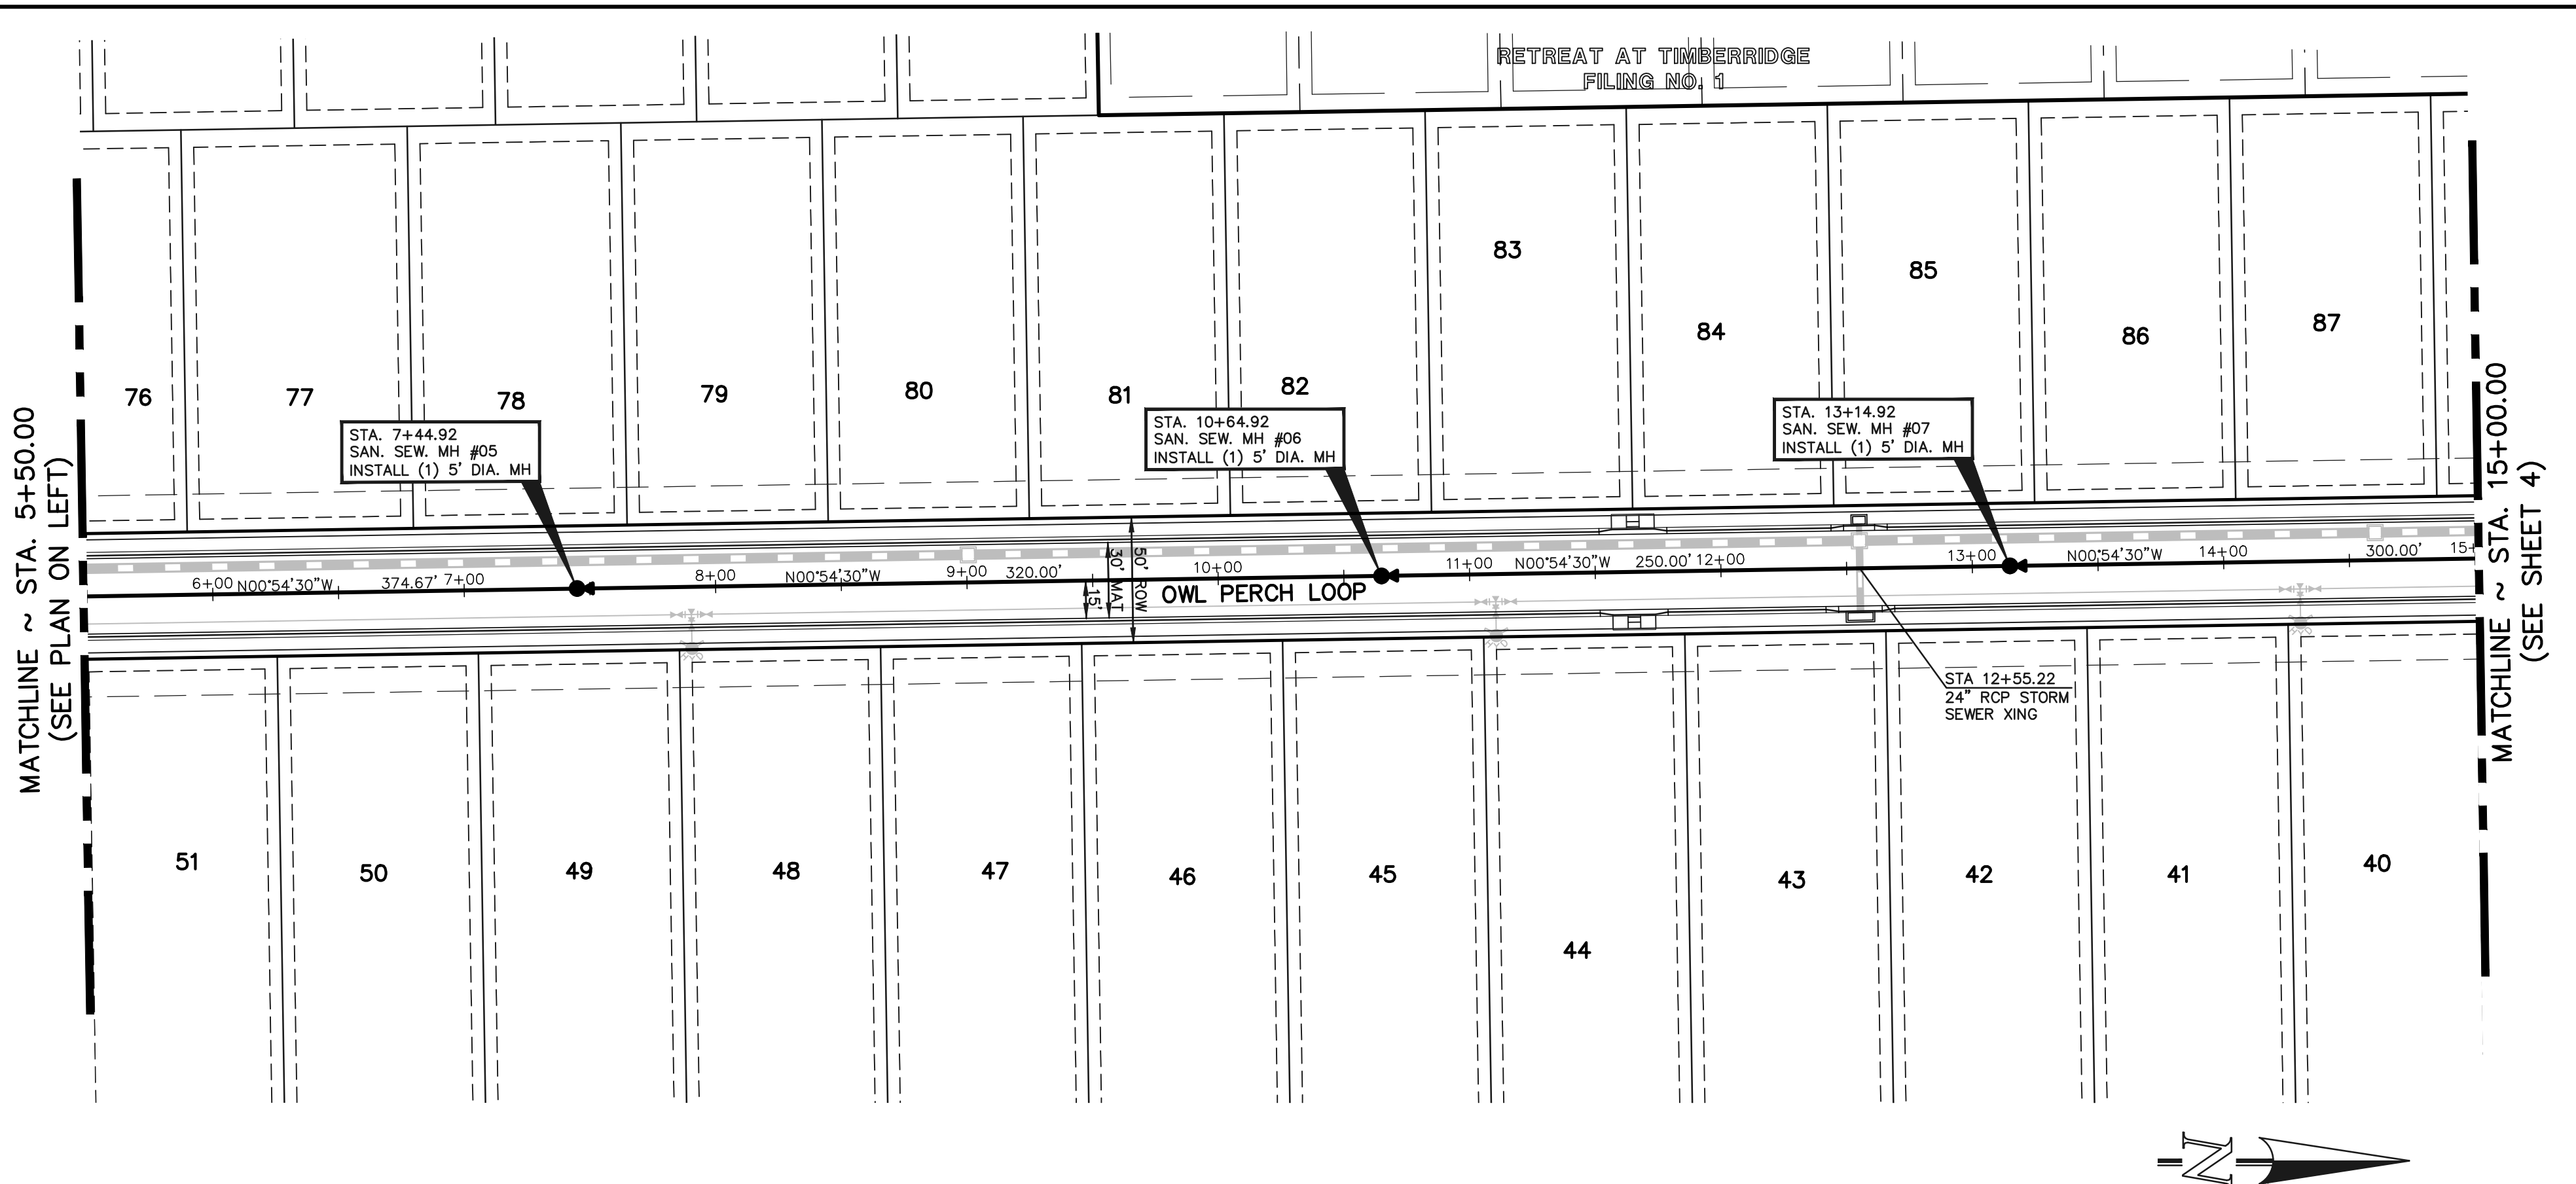 RETREAT AT TIMBERRIDGE
FILING NO. 1
83
85
87
84
86
76
77
78
79
80
81
82
STA. 7+44.92
SAN. SEW. MH #05
INSTALL (1) 5' DIA. MH
STA. 10+64.92
SAN. SEW. MH #06
INSTALL (1) 5' DIA. MH
STA. 13+14.92
SAN. SEW. MH #07
INSTALL (1) 5' DIA. MH
MATCHLINE ~ STA. 5+50.00
(SEE PLAN ON LEFT)
MATCHLINE ~ STA. 15+00.00
(SEE SHEET 4)
6+00 N00°54'30"W 374.67' 7+00 8+00 N00°54'30"W 9+00 320.00' 10+00 11+00 N00°54'30"W 250.00' 12+00 13+00 N00°54'30"W 14+00 300.00' 15+
15'
30' MAT
50' ROW
OWL PERCH LOOP
STA 12+55.22
24" RCP STORM
SEWER XING
51
50
49
48
47
46
45
44
43
42
41
40
N